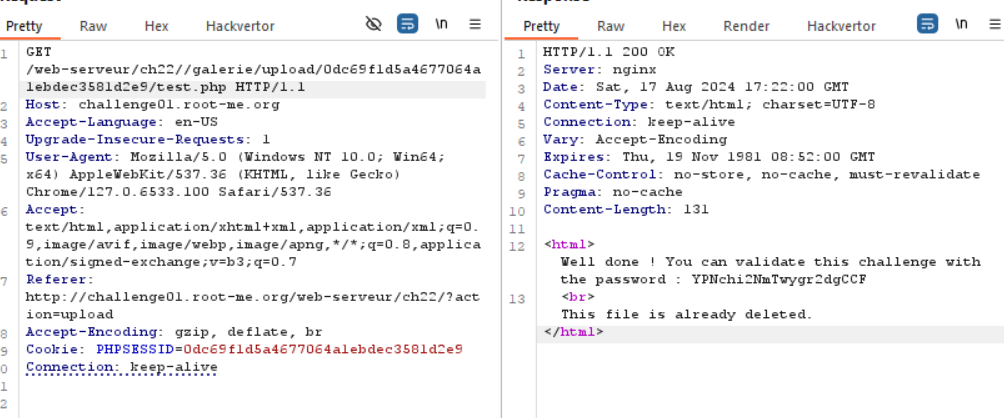 Pretty Raw Hex Hackvertor \n
1 GET
/web-serveur/ch22//galerie/upload/0dc69f1d5a4677064a
1ebdec3581d2e9/test.php HTTP/1.1
2 Host: challenge01.root-me.org
3 Accept-Language: en-US
4 Upgrade-Insecure-Requests: 1
5 User-Agent: Mozilla/5.0 (Windows NT 10.0; Win64;
x64) AppleWebKit/537.36 (KHTML, like Gecko)
Chrome/127.0.6533.100 Safari/537.36
6 Accept:
text/html,application/xhtml+xml,application/xml;q=0.
9,image/avif,image/webp,image/apng,*/*;q=0.8,applica
tion/signed-exchange;v=b3;q=0.7
7 Referer:
http://challenge01.root-me.org/web-serveur/ch22/?act
ion=upload
8 Accept-Encoding: gzip, deflate, br
9 Cookie: PHPSESSID=0dc69f1d5a4677064a1ebdec3581d2e9
0 Connection: keep-alive
1
2
Pretty Raw Hex Render Hackvertor \n
1 HTTP/1.1 200 OK
2 Server: nginx
3 Date: Sat, 17 Aug 2024 17:22:00 GMT
4 Content-Type: text/html; charset=UTF-8
5 Connection: keep-alive
6 Vary: Accept-Encoding
7 Expires: Thu, 19 Nov 1981 08:52:00 GMT
8 Cache-Control: no-store, no-cache, must-revalidate
9 Pragma: no-cache
10 Content-Length: 131
11
12 <html>
Well done ! You can validate this challenge with
the password : YPNchi2NmTwygr2dgCCF
13 <br>
This file is already deleted.
</html>